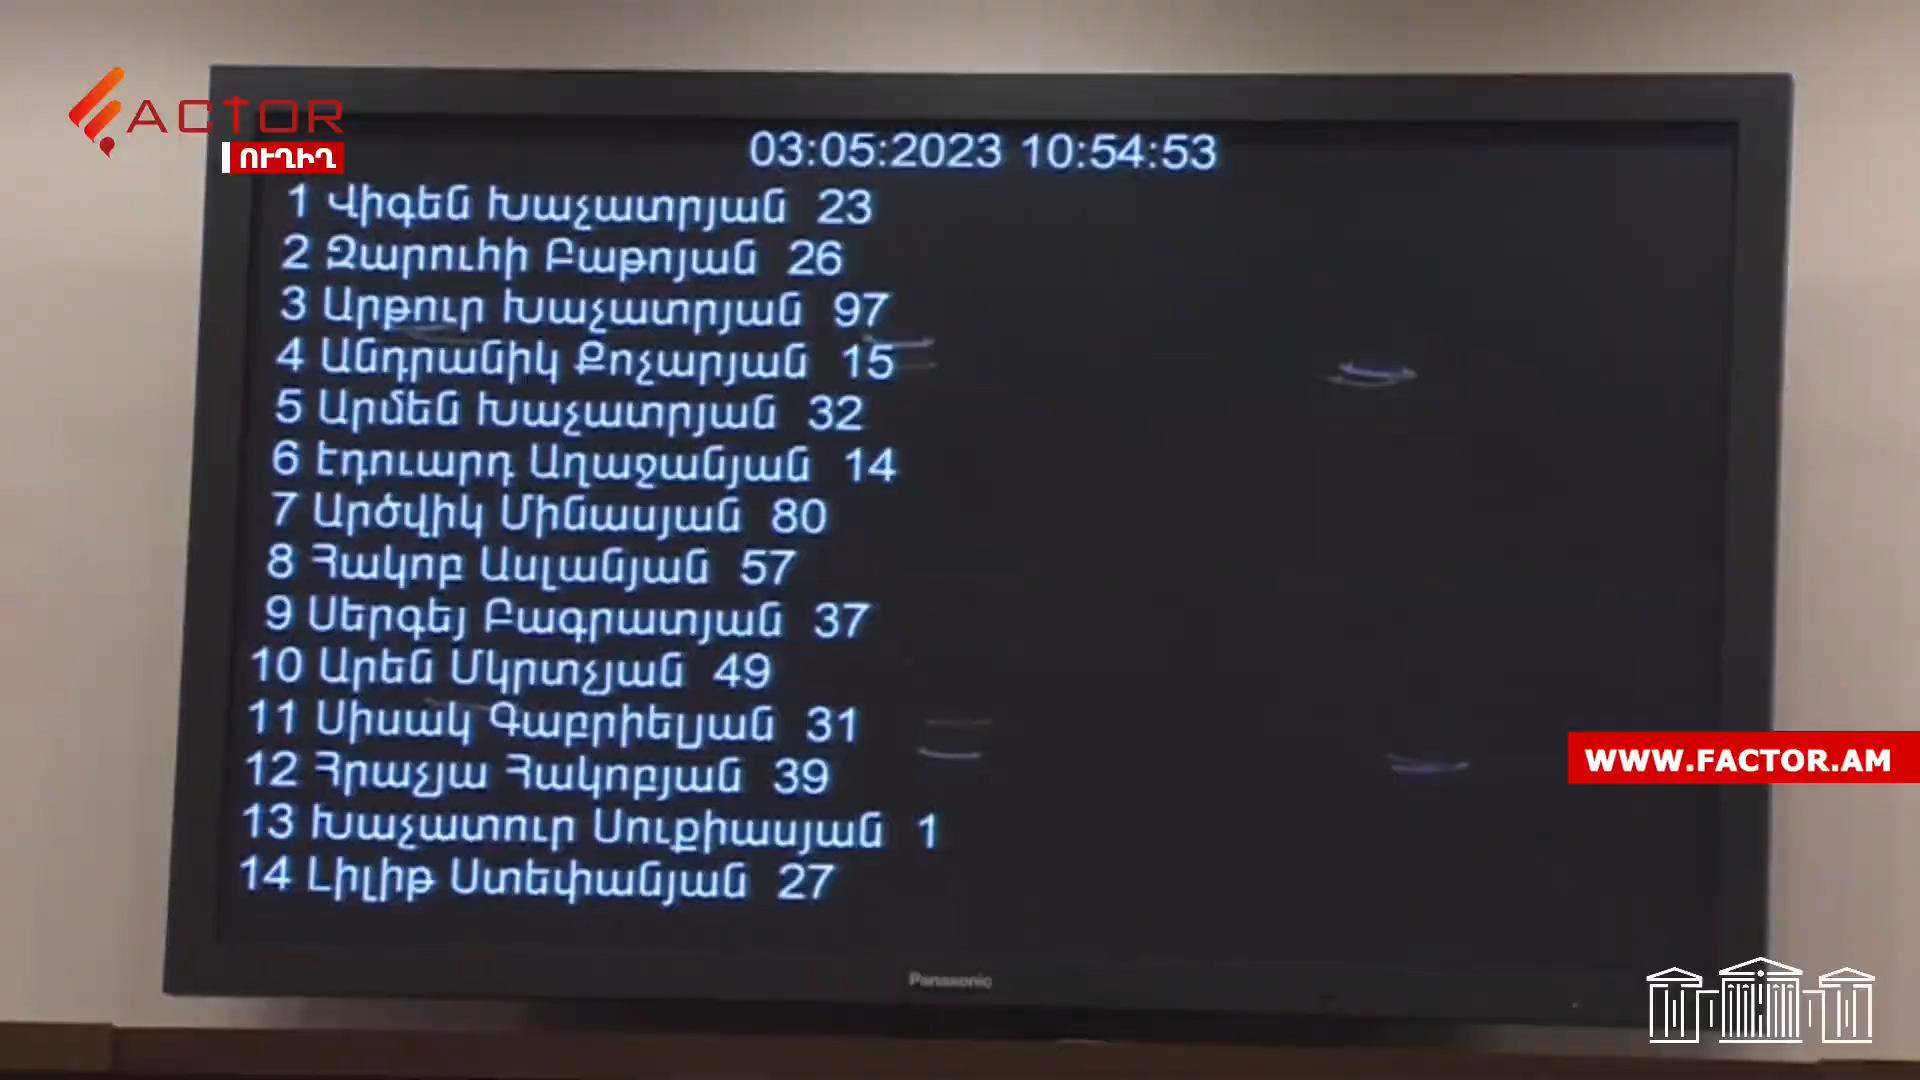 ACTOR
ՈՒՂԻՂ
03:05:2023 10:54:53
1 Վիգեն Խաչատրյան 23
2 Զարուհի Բաթոյան 26
3 Արթուր Խաչատրյան 97
4 Անդրանիկ Քոչարյան 15
5 Արմեն Խաչատրյան 32
6 Էդուարդ Աղաջանյան 14
7 Արծվիկ Մինասյան 80
8 Հակոբ Ասլանյան 57
9 Սերգեյ Բագրատյան 37
10 Արեն Մկրտչյան 49
11 Սիսակ Գաբրիելյան 31
12 Հրաչյա Հակոբյան 39
13 Խաչատուր Սուքիասյան 1
14 Լիլիթ Ստեփանյան 27
WWW.FACTOR.AM
Panasonic